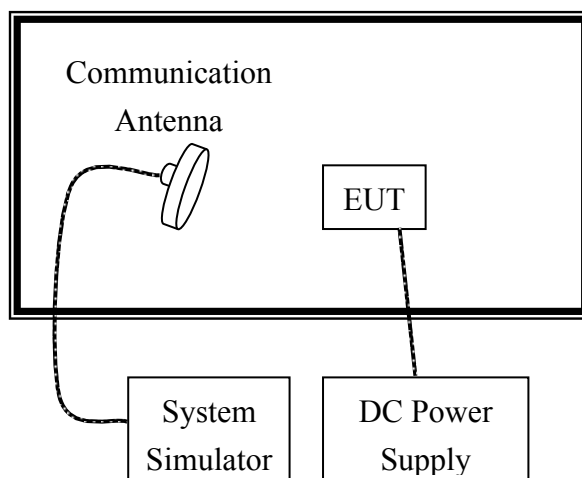 Communication
Antenna
EUT
System
Simulator
DC Power
Supply